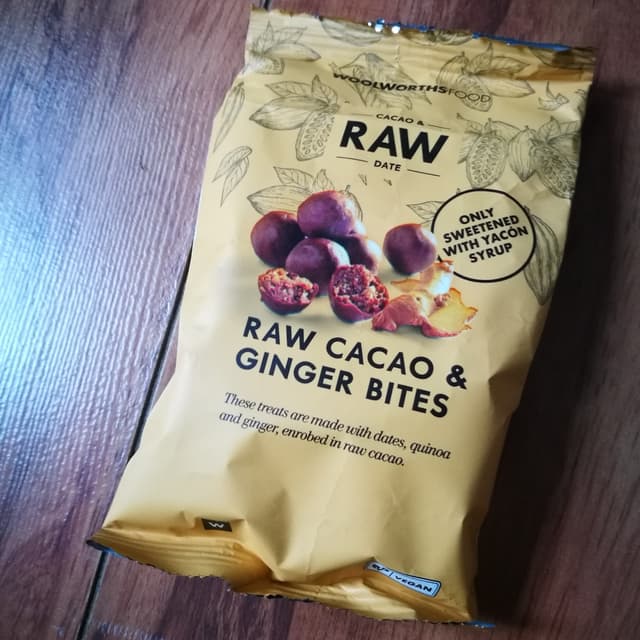 WOOLWORTHSFOOD
CACAO &
RAW
DATE
ONLY
SWEETENED
WITH YACÓN
SYRUP
RAW CACAO &
GINGER BITES
These treats are made with dates, quinoa
and ginger, enrobed in raw cacao.
W
VEGAN